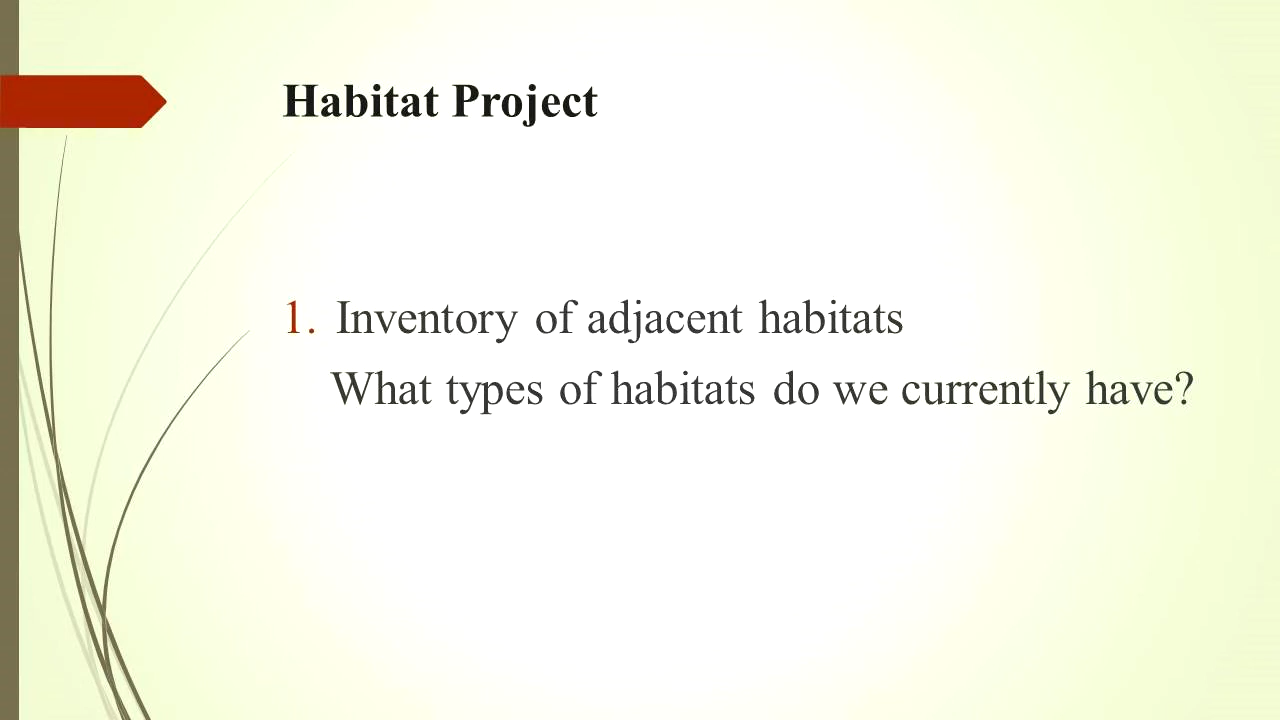 Habitat Project
1. Inventory of adjacent habitats
What types of habitats do we currently have?